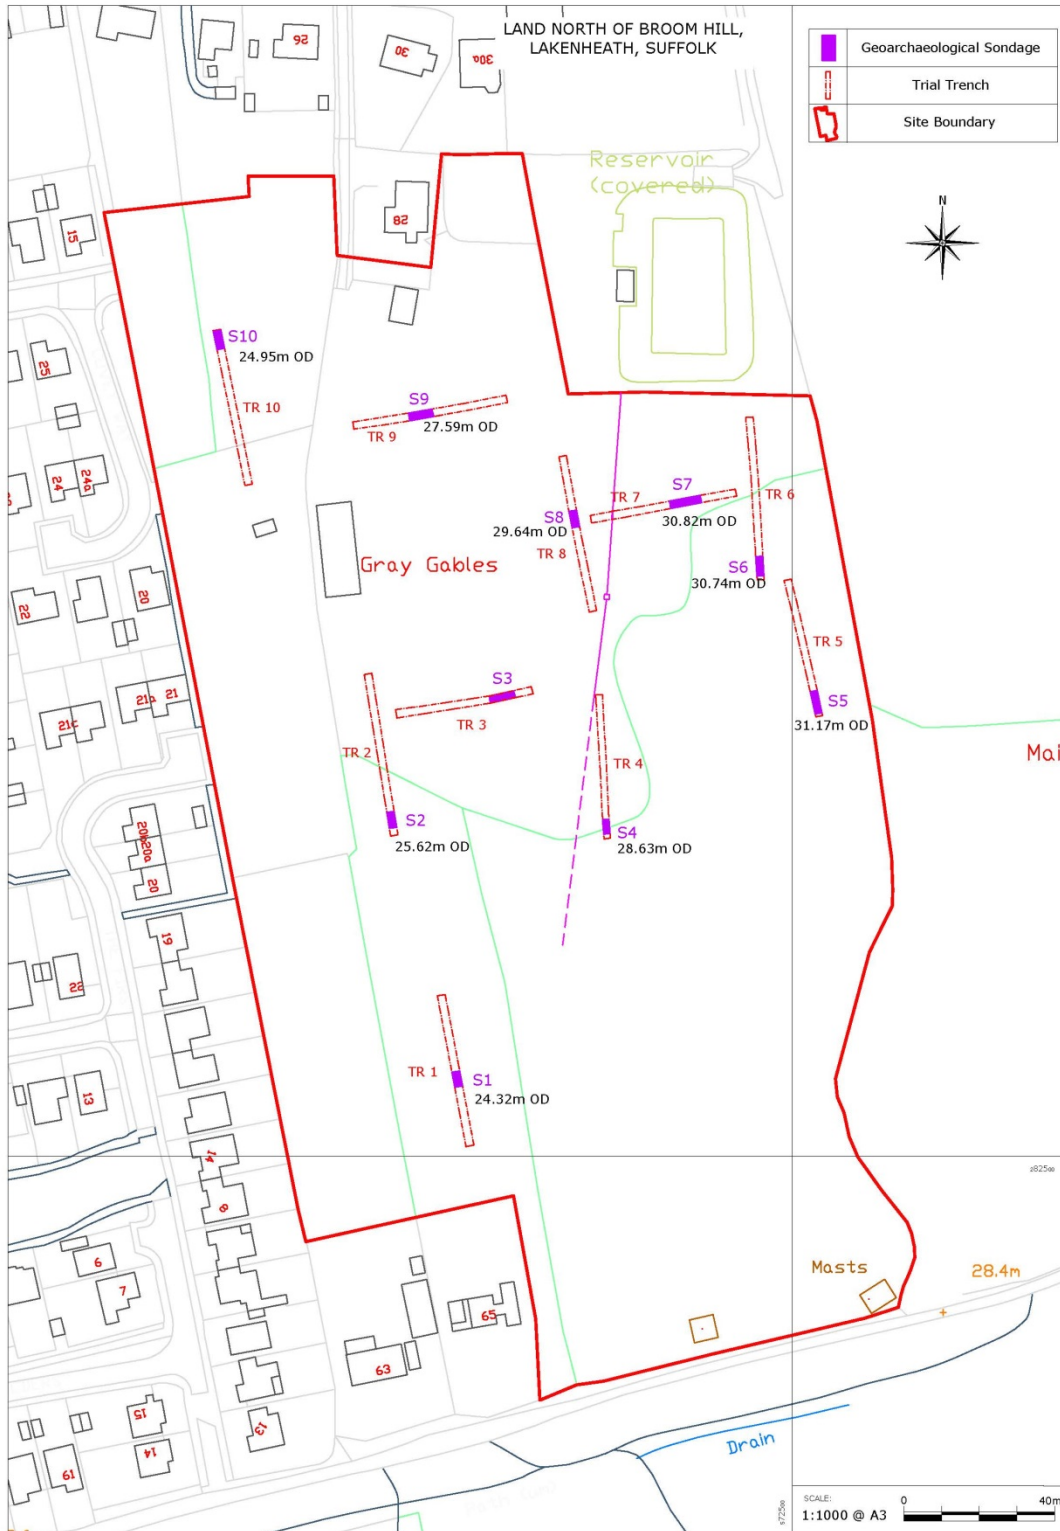 LAND NORTH OF BROOM HILL,
LAKENHEATH, SUFFOLK
Geoarchaeological Sondage
Trial Trench
Site Boundary
N
26
30
30a
Reservoir
(covered)
28
15
S10
24.95m OD
TR 10
25
S9
27.59m OD
TR 9
24
24a
S7
TR 7
30.82m OD
TR 6
S8
29.64m OD
TR 8
S6
30.74m OD
Gray Gables
22
20
TR 5
S5
31.17m OD
21a
21
21c
S3
TR 3
TR 2
TR 4
Mai
S2
25.62m OD
S4
28.63m OD
20b
20a
20
19
22
TR 1
S1
24.32m OD
13
14
8
6
7
Masts
28.4m
65
63
15
14
13
19
Drain
SCALE:
1:1000 @ A3
0
40m